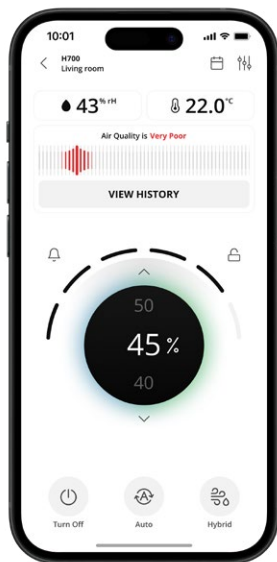 10:01
H700
Living room
43% rH
22.0°C
Air Quality is Very Poor
VIEW HISTORY
50
45%
40
A
Turn Off
Auto
Hybrid